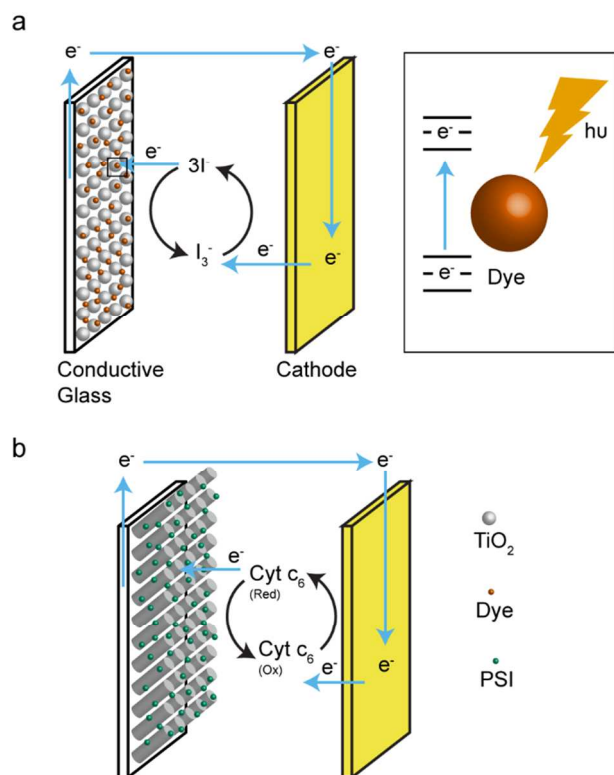 a
e⁻
e⁻
e⁻
3I⁻
I₃⁻
e⁻
e⁻
Conductive
Glass
Cathode
e⁻
e⁻
hυ
Dye
b
e⁻
e⁻
e⁻
Cyt c₆
(Red)
Cyt c₆
(Ox)
e⁻
e⁻
TiO₂
Dye
PSI